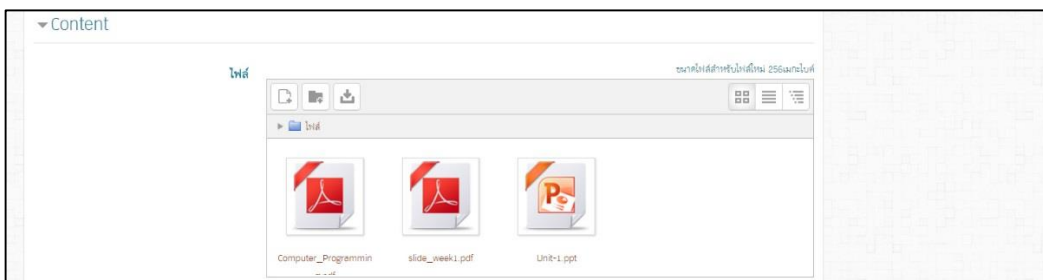 Content
ไฟล์
ขนาดไฟล์สำหรับไฟล์ใหม่ 256เมกะไบต์
ไฟล์
Computer_Programmin
slide_week1.pdf
Unit-1.ppt